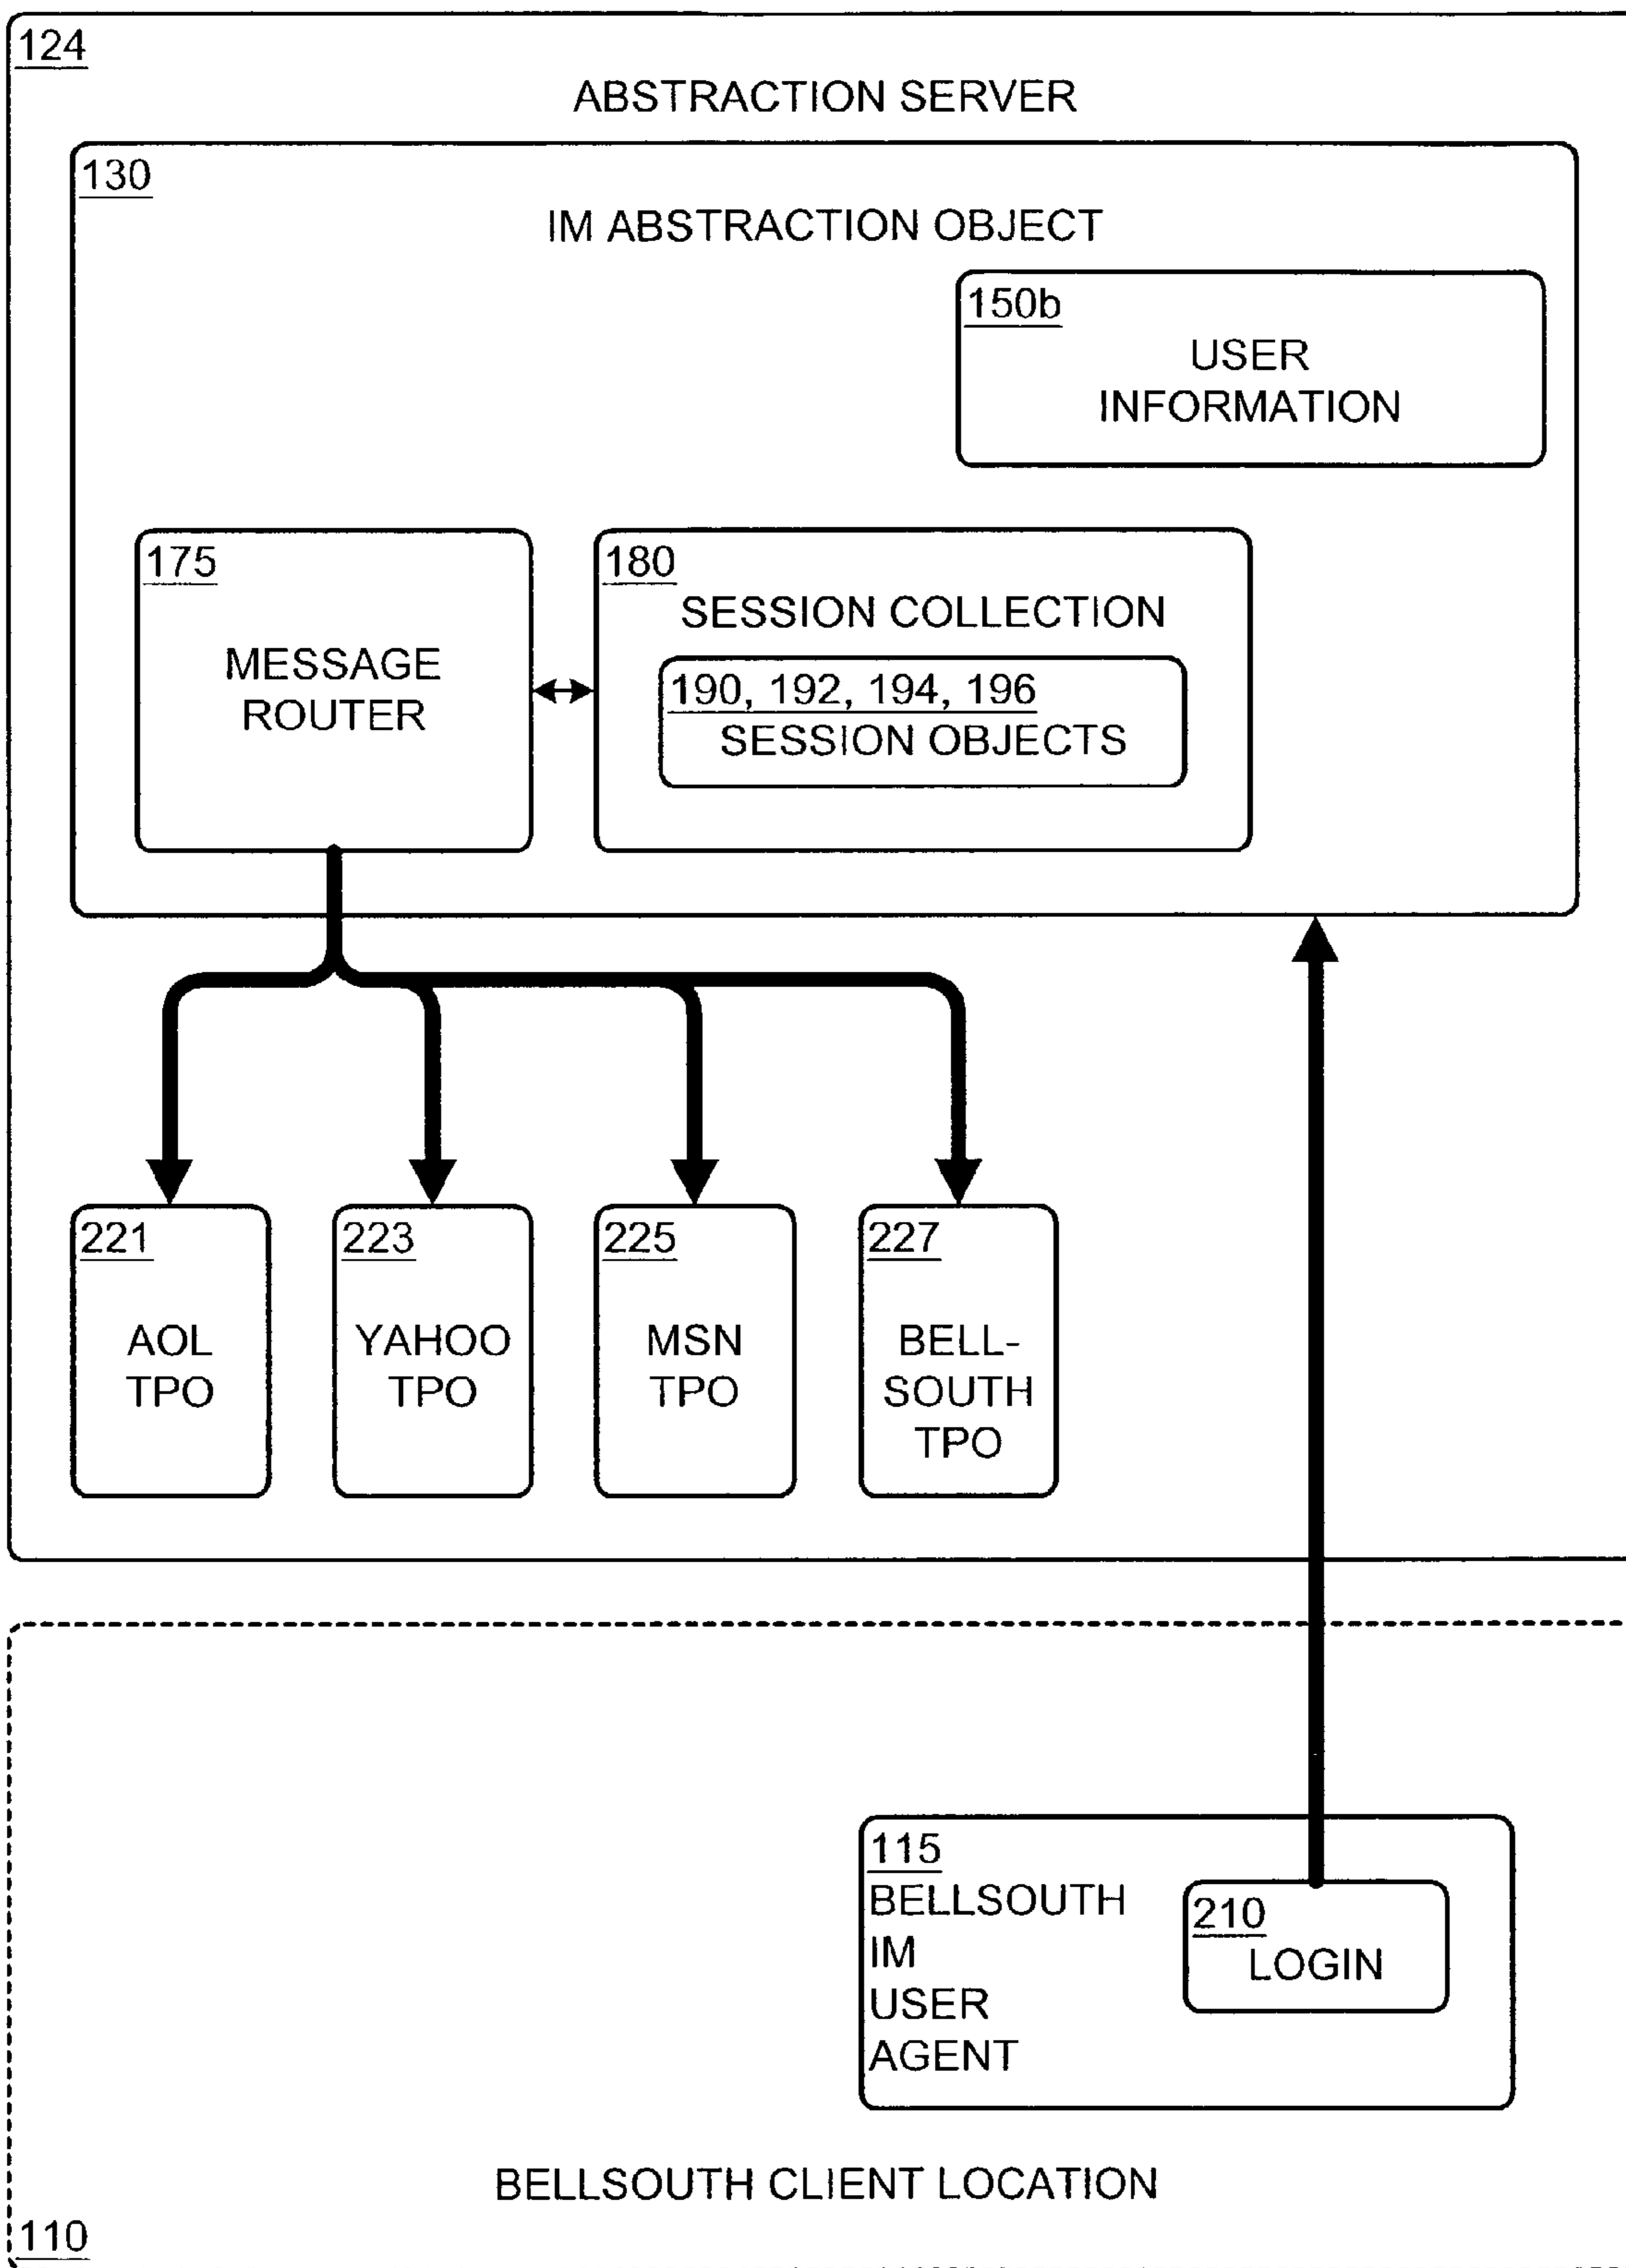 124
ABSTRACTION SERVER
130
IM ABSTRACTION OBJECT
150b
USER
INFORMATION
175
MESSAGE
ROUTER
180
SESSION COLLECTION
190, 192, 194, 196
SESSION OBJECTS
221
AOL
TPO
223
YAHOO
TPO
225
MSN
TPO
227
BELL-
SOUTH
TPO
115
BELLSOUTH
IM
USER
AGENT
210
LOGIN
BELLSOUTH CLIENT LOCATION
110